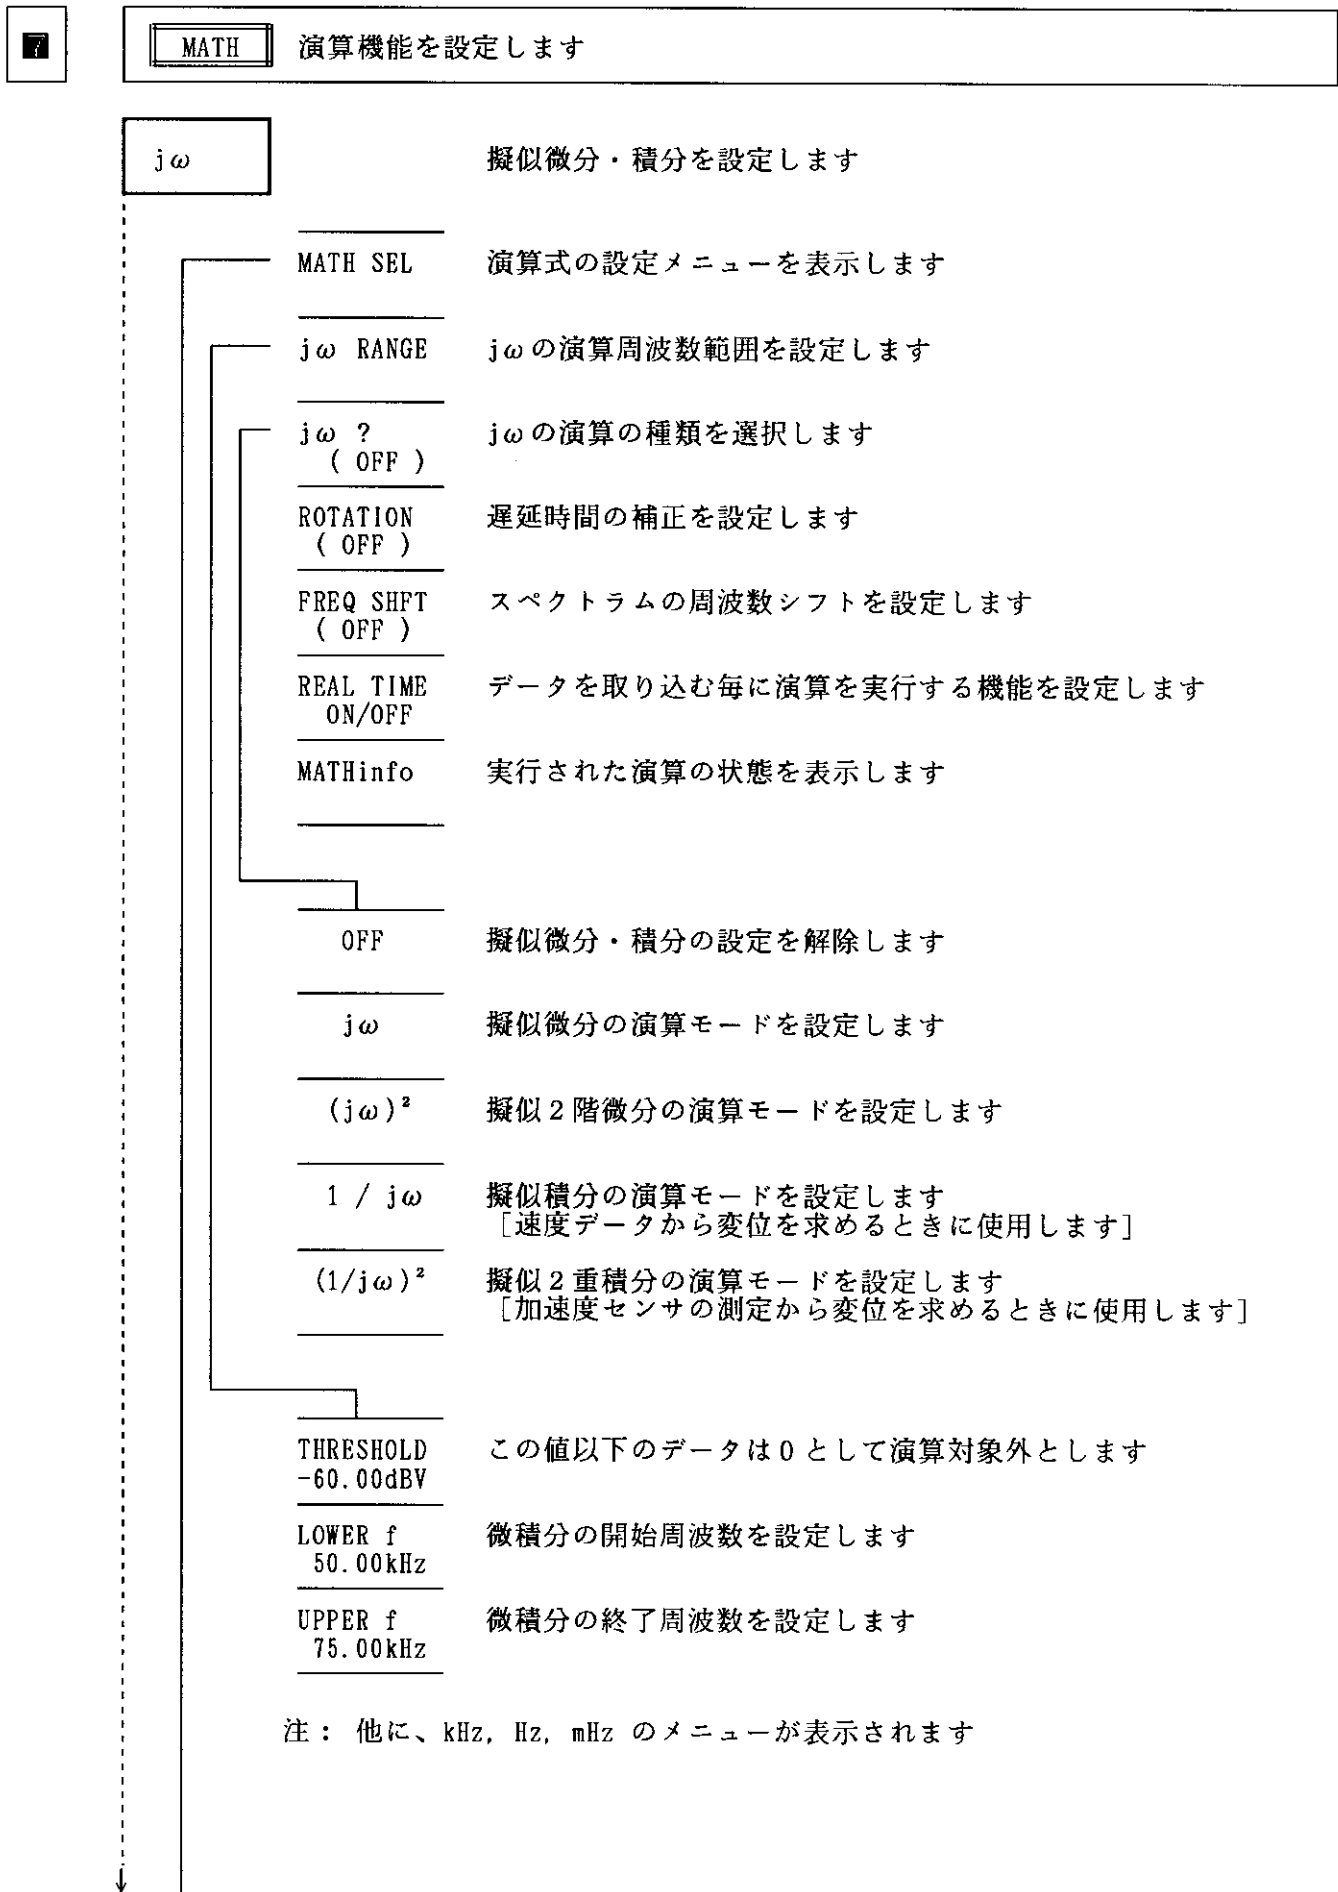 7
MATH 演算機能を設定します
jω 擬似微分・積分を設定します
MATH SEL 演算式の設定メニューを表示します
jω RANGE jωの演算周波数範囲を設定します
jω ? jωの演算の種類を選択します
( OFF )
ROTATION 遅延時間の補正を設定します
( OFF )
FREQ SHFT スペクトラムの周波数シフトを設定します
( OFF )
REAL TIME データを取り込む毎に演算を実行する機能を設定します
ON/OFF
MATHinfo 実行された演算の状態を表示します
OFF 擬似微分・積分の設定を解除します
jω 擬似微分の演算モードを設定します
(jω)² 擬似2階微分の演算モードを設定します
1 / jω 擬似積分の演算モードを設定します
[速度データから変位を求めるときに使用します]
(1/jω)² 擬似2重積分の演算モードを設定します
[加速度センサの測定から変位を求めるときに使用します]
THRESHOLD この値以下のデータは0として演算対象外とします
-60.00dBV
LOWER f 微積分の開始周波数を設定します
50.00kHz
UPPER f 微積分の終了周波数を設定します
75.00kHz
注： 他に、kHz, Hz, mHz のメニューが表示されます